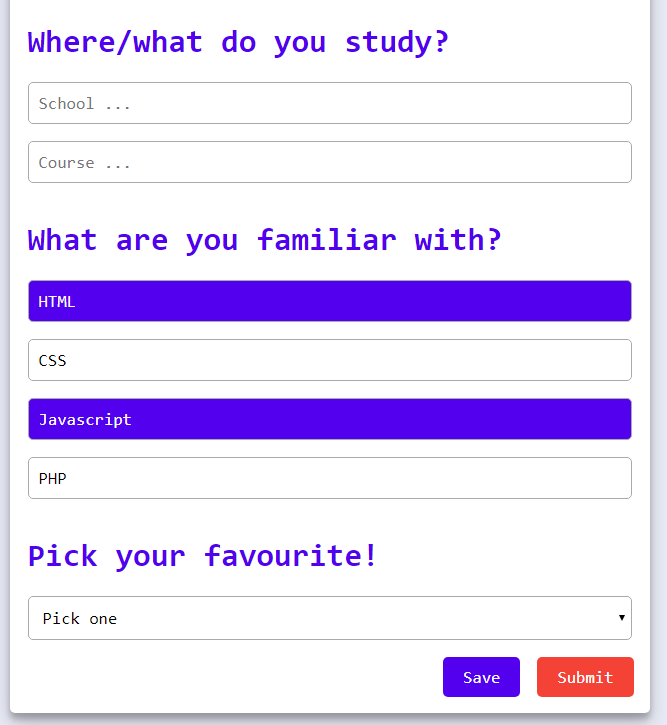 Where/what do you study?
School ...
Course ...
What are you familiar with?
HTML
CSS
Javascript
PHP
Pick your favourite!
Pick one
Save Submit